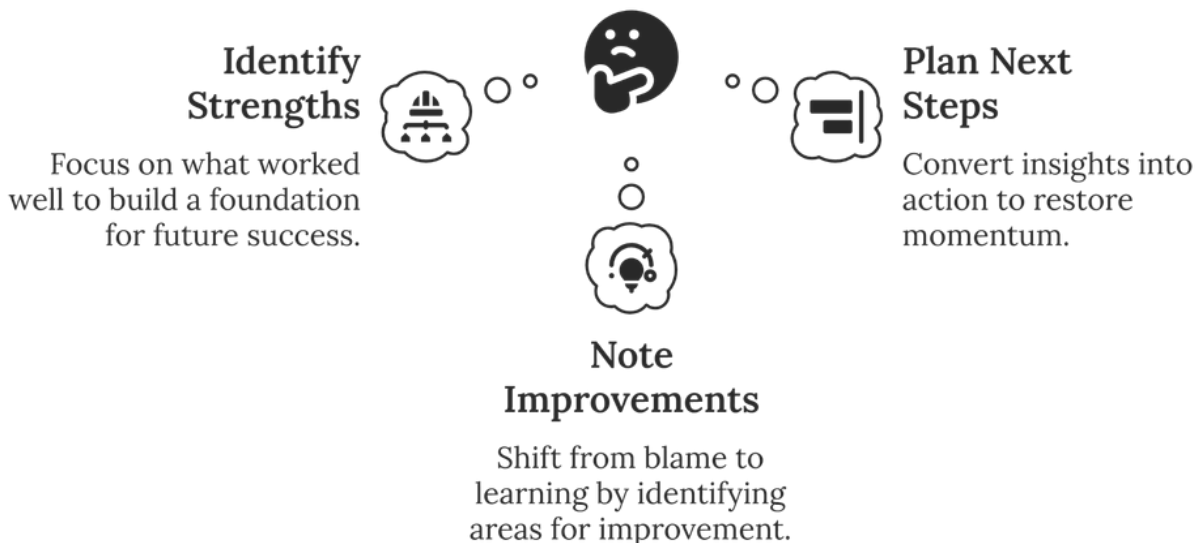 Identify
Strengths
Focus on what worked
well to build a foundation
for future success.
Note
Improvements
Shift from blame to
learning by identifying
areas for improvement.
Plan Next
Steps
Convert insights into
action to restore
momentum.